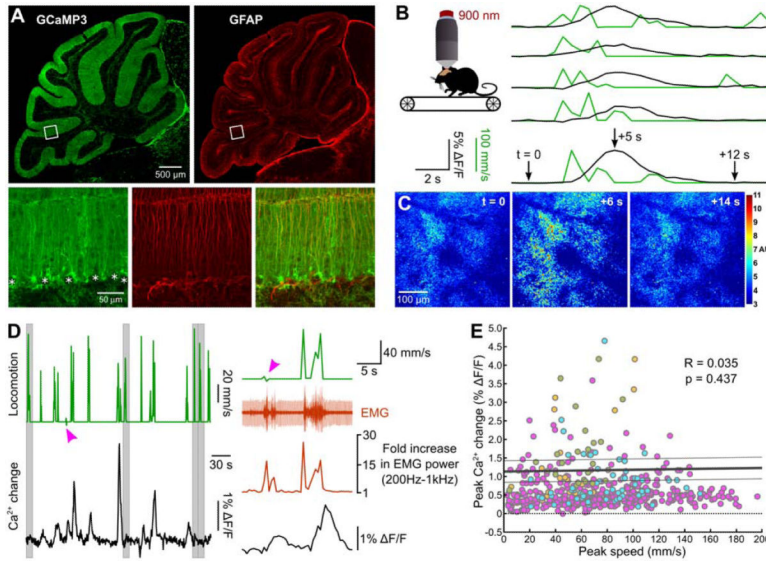 A
GCaMP3
GFAP
500 µm
50 µm
* * * * * * *
B
900 nm
5% ΔF/F
100 mm/s
2 s
t = 0
+5 s
+12 s
C
t = 0
+6 s
+14 s
100 µm
11
10
9
8
7 AU
6
5
4
3
D
Locomotion
20 mm/s
30 s
Ca²⁺ change
1% ΔF/F
40 mm/s
5 s
EMG
30
15
1
Fold increase
in EMG power
(200Hz-1kHz)
1% ΔF/F
E
Peak Ca²⁺ change (% ΔF/F)
5.0
4.5
4.0
3.5
3.0
2.5
2.0
1.5
1.0
0.5
0.0
-0.5
R = 0.035
p = 0.437
0 20 40 60 80 100 120 140 160 180 200
Peak speed (mm/s)